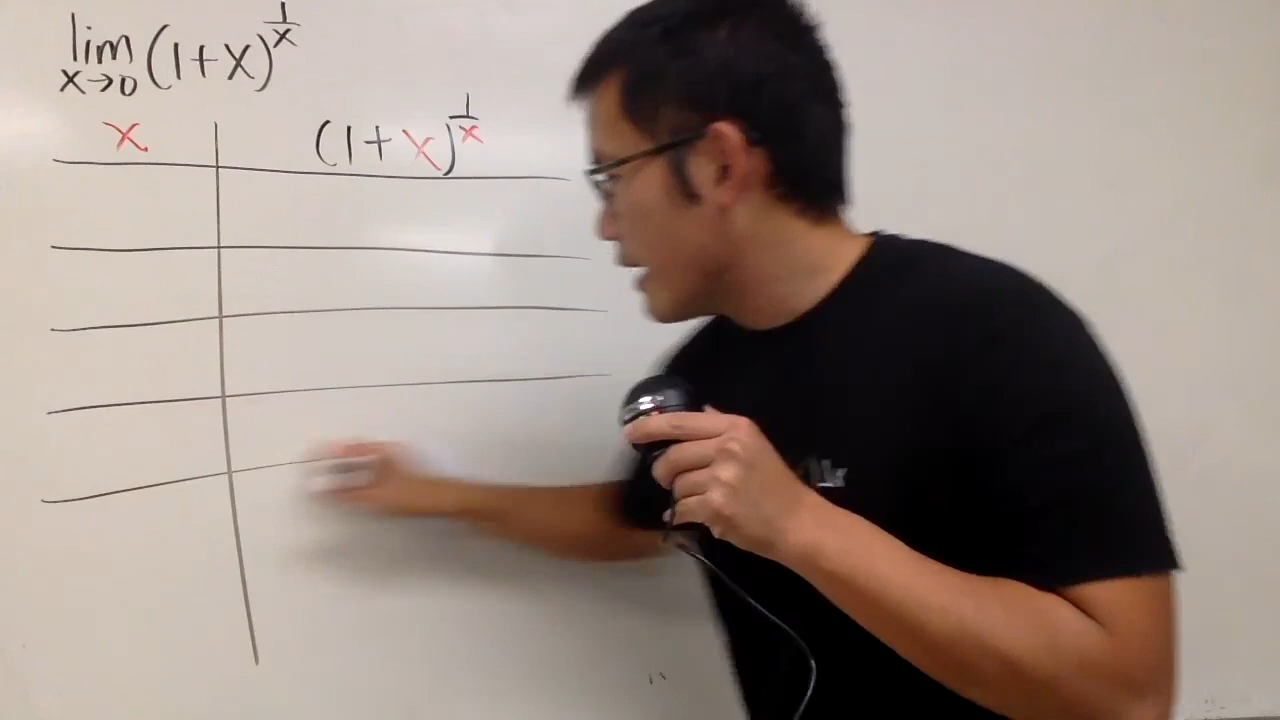 lim x→0 (1+x)^(1/x)
x (1+x)^(1/x)